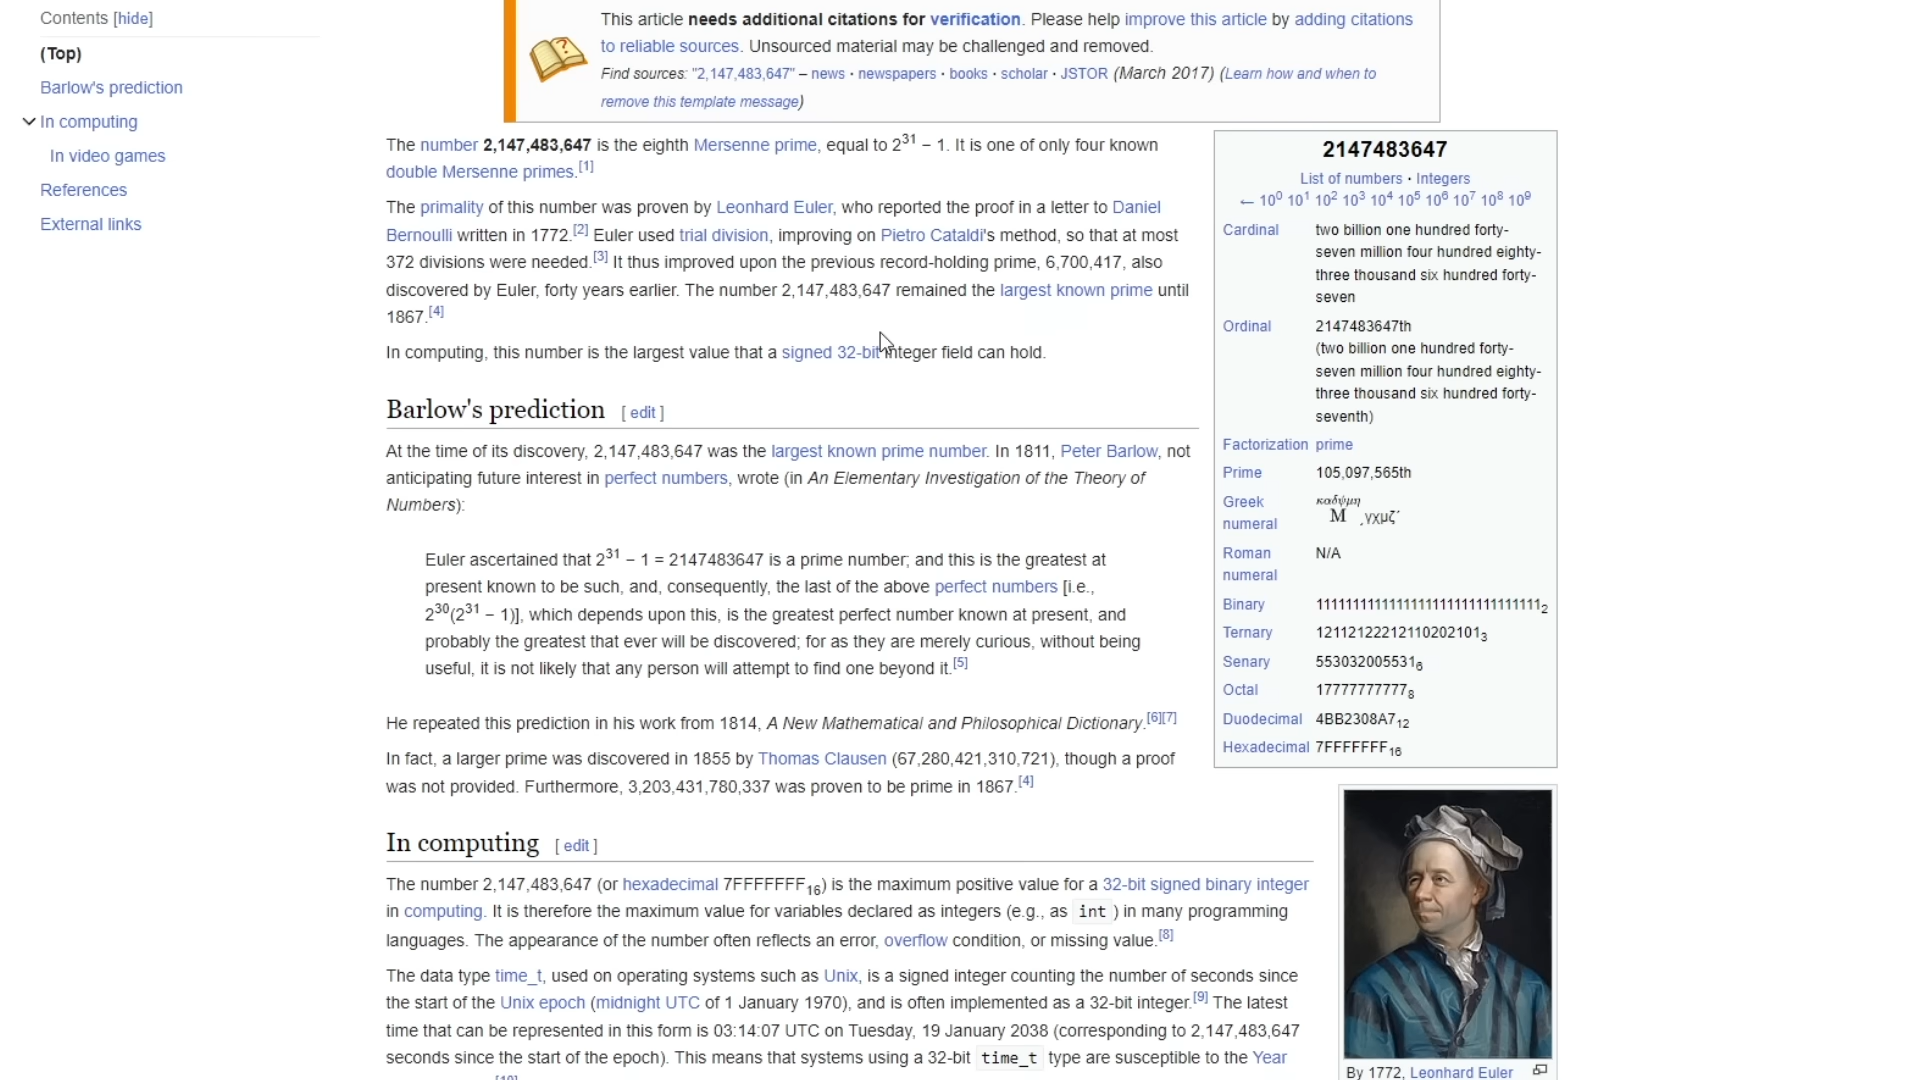 Contents [hide]
(Top)
Barlow's prediction
In computing
In video games
References
External links
This article needs additional citations for verification. Please help improve this article by adding citations
to reliable sources. Unsourced material may be challenged and removed.
Find sources: "2,147,483,647" – news · newspapers · books · scholar · JSTOR (March 2017) (Learn how and when to
remove this template message)
The number 2,147,483,647 is the eighth Mersenne prime, equal to 2³¹ − 1. It is one of only four known
double Mersenne primes.[1]
The primality of this number was proven by Leonhard Euler, who reported the proof in a letter to Daniel
Bernoulli written in 1772.[2] Euler used trial division, improving on Pietro Cataldi's method, so that at most
372 divisions were needed.[3] It thus improved upon the previous record-holding prime, 6,700,417, also
discovered by Euler, forty years earlier. The number 2,147,483,647 remained the largest known prime until
1867.[4]
In computing, this number is the largest value that a signed 32-bit integer field can hold.
Barlow's prediction [ edit ]
At the time of its discovery, 2,147,483,647 was the largest known prime number. In 1811, Peter Barlow, not
anticipating future interest in perfect numbers, wrote (in An Elementary Investigation of the Theory of
Numbers):
Euler ascertained that 2³¹ − 1 = 2147483647 is a prime number; and this is the greatest at
present known to be such, and, consequently, the last of the above perfect numbers [i.e.,
2³⁰(2³¹ − 1)], which depends upon this, is the greatest perfect number known at present, and
probably the greatest that ever will be discovered; for as they are merely curious, without being
useful, it is not likely that any person will attempt to find one beyond it.[5]
He repeated this prediction in his work from 1814, A New Mathematical and Philosophical Dictionary.[6][7]
In fact, a larger prime was discovered in 1855 by Thomas Clausen (67,280,421,310,721), though a proof
was not provided. Furthermore, 3,203,431,780,337 was proven to be prime in 1867.[4]
In computing [ edit ]
The number 2,147,483,647 (or hexadecimal 7FFFFFFF₁₆) is the maximum positive value for a 32-bit signed binary integer
in computing. It is therefore the maximum value for variables declared as integers (e.g., as int ) in many programming
languages. The appearance of the number often reflects an error, overflow condition, or missing value.[8]
The data type time_t, used on operating systems such as Unix, is a signed integer counting the number of seconds since
the start of the Unix epoch (midnight UTC of 1 January 1970), and is often implemented as a 32-bit integer.[9] The latest
time that can be represented in this form is 03:14:07 UTC on Tuesday, 19 January 2038 (corresponding to 2,147,483,647
seconds since the start of the epoch). This means that systems using a 32-bit time_t type are susceptible to the Year
2147483647
List of numbers · Integers
← 10⁰ 10¹ 10² 10³ 10⁴ 10⁵ 10⁶ 10⁷ 10⁸ 10⁹
Cardinal two billion one hundred forty-
seven million four hundred eighty-
three thousand six hundred forty-
seven
Ordinal 2147483647th
(two billion one hundred forty-
seven million four hundred eighty-
three thousand six hundred forty-
seventh)
Factorization prime
Prime 105,097,565th
Greek numeral
καδψμη
Μ ͵γχμζ´
Roman numeral N/A
Binary 1111111111111111111111111111111₂
Ternary 12112122212110202101₃
Senary 553032005531₆
Octal 17777777777₈
Duodecimal 4BB2308A7₁₂
Hexadecimal 7FFFFFFF₁₆
By 1772, Leonhard Euler